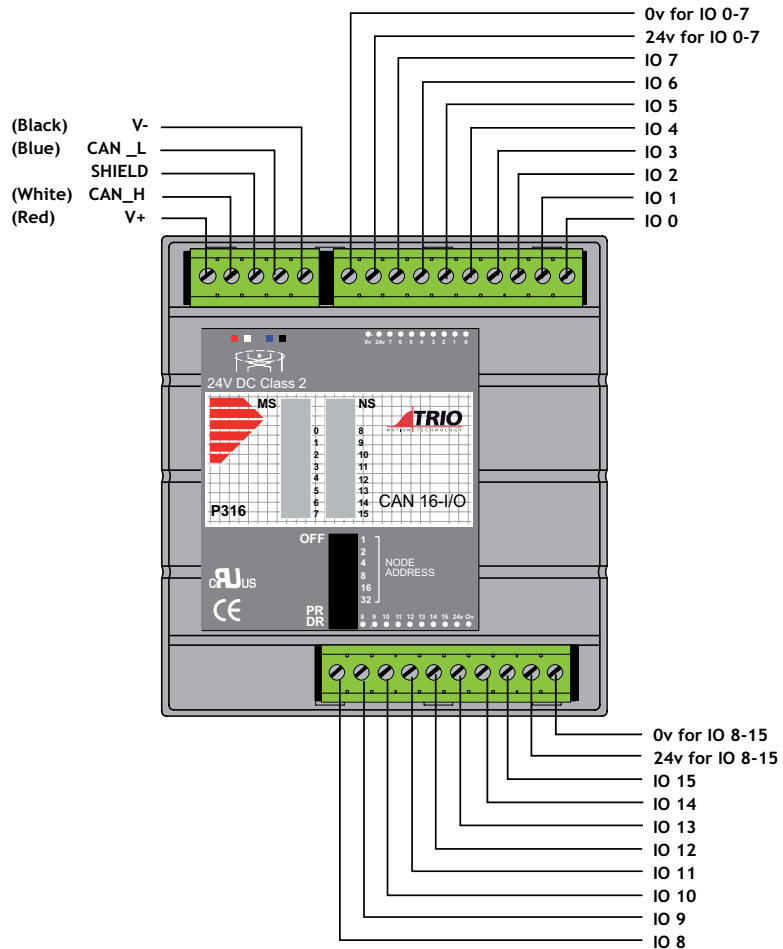 0v for IO 0-7
24v for IO 0-7
IO 7
IO 6
IO 5
IO 4
IO 3
IO 2
IO 1
IO 0
(Black) V-
(Blue) CAN _L
SHIELD
(White) CAN_H
(Red) V+
0v 24v 7 6 5 4 3 2 1 0
24V DC Class 2
MS NS
TRIO
MOTION TECHNOLOGY
0 8
1 9
2 10
3 11
4 12
5 13
6 14
7 15
P316
CAN 16-I/O
OFF 1
2
4
8
16
32
NODE
ADDRESS
PR
DR
c RU US
CE
8 9 10 11 12 13 14 15 24v 0v
0v for IO 8-15
24v for IO 8-15
IO 15
IO 14
IO 13
IO 12
IO 11
IO 10
IO 9
IO 8